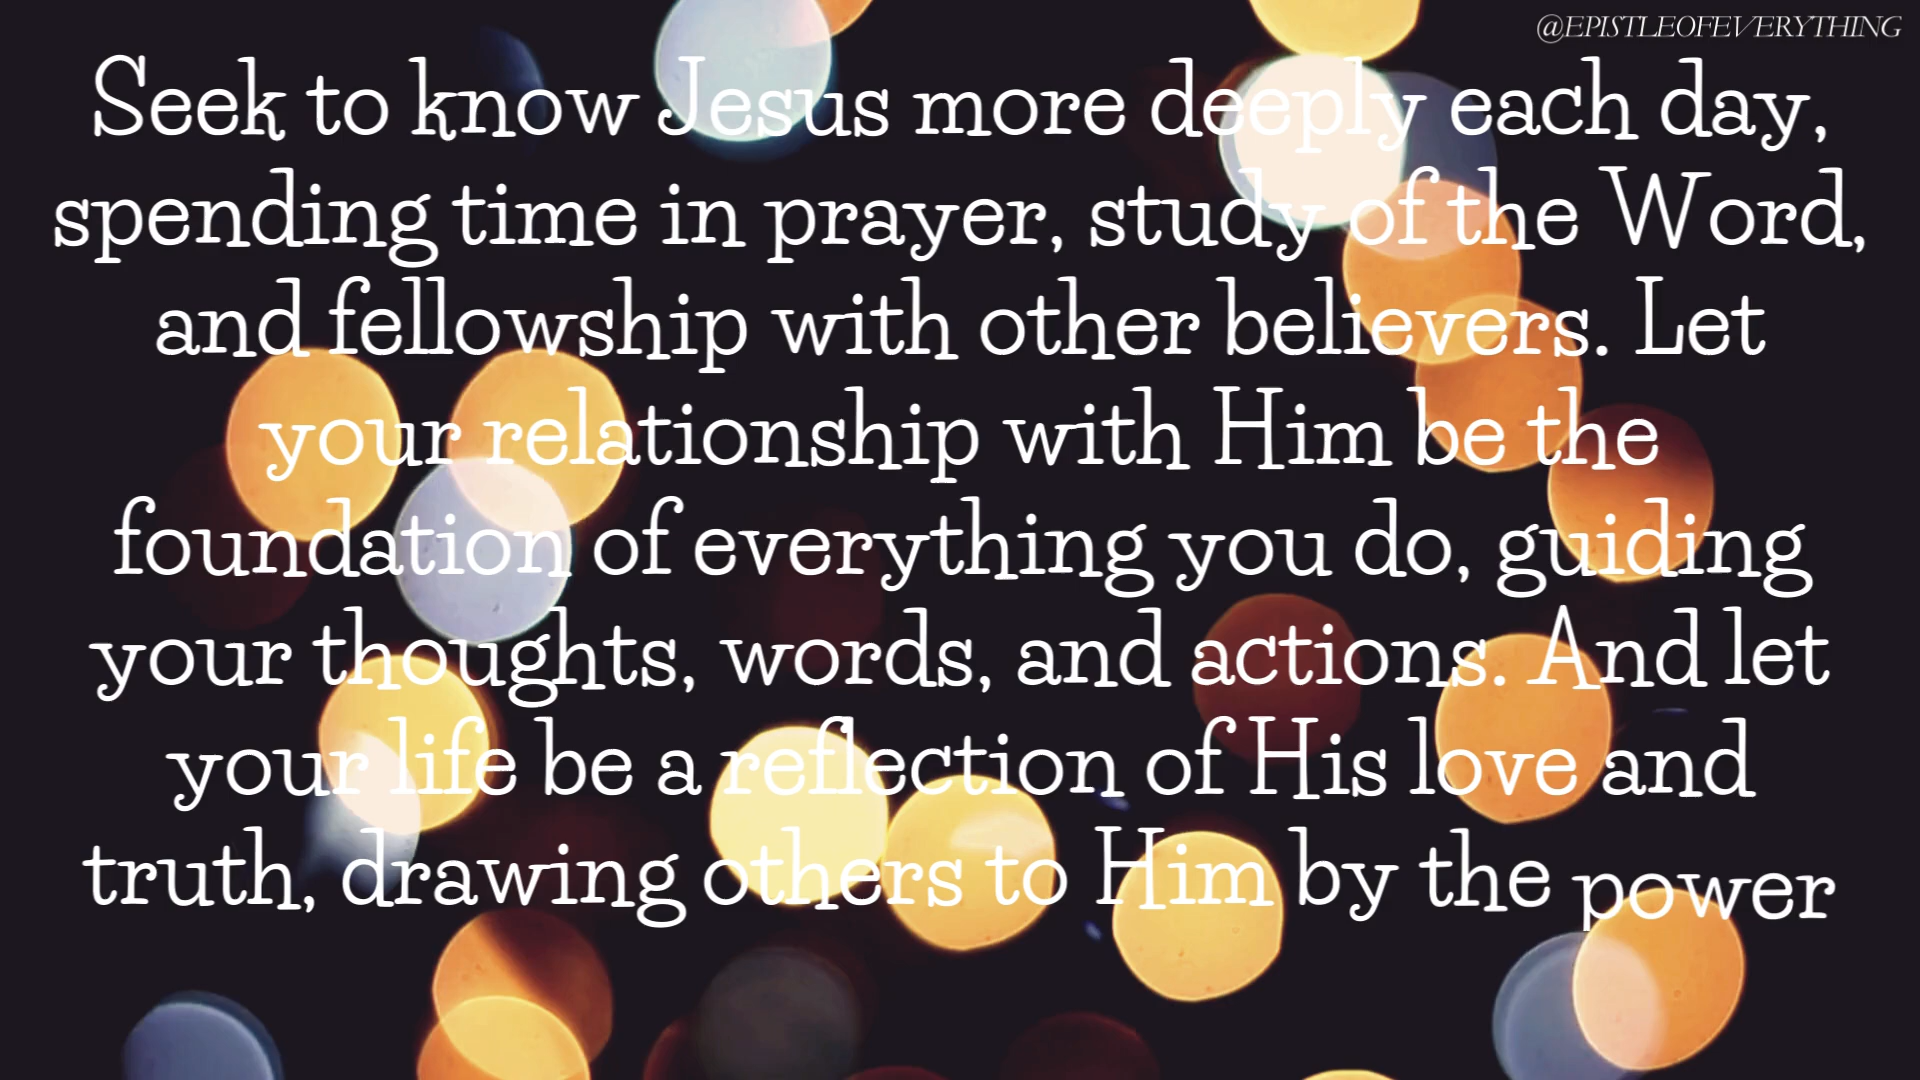 @EPISTLEOFEVERYTHING
Seek to know Jesus more deeply each day,
spending time in prayer, study of the Word,
and fellowship with other believers. Let
your relationship with Him be the
foundation of everything you do, guiding
your thoughts, words, and actions. And let
your life be a reflection of His love and
truth, drawing others to Him by the power